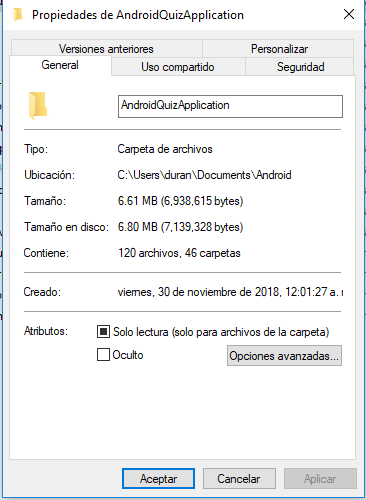 Propiedades de AndroidQuizApplication
Versiones anteriores Personalizar
General Uso compartido Seguridad
AndroidQuizApplication
Tipo: Carpeta de archivos
Ubicación: C:\Users\duran\Documents\Android
Tamaño: 6.61 MB (6,938,615 bytes)
Tamaño en disco: 6.80 MB (7,139,328 bytes)
Contiene: 120 archivos, 46 carpetas
Creado: viernes, 30 de noviembre de 2018, 12:01:27 a.
Atributos: Solo lectura (solo para archivos de la carpeta)
Oculto Opciones avanzadas...
Aceptar Cancelar Aplicar